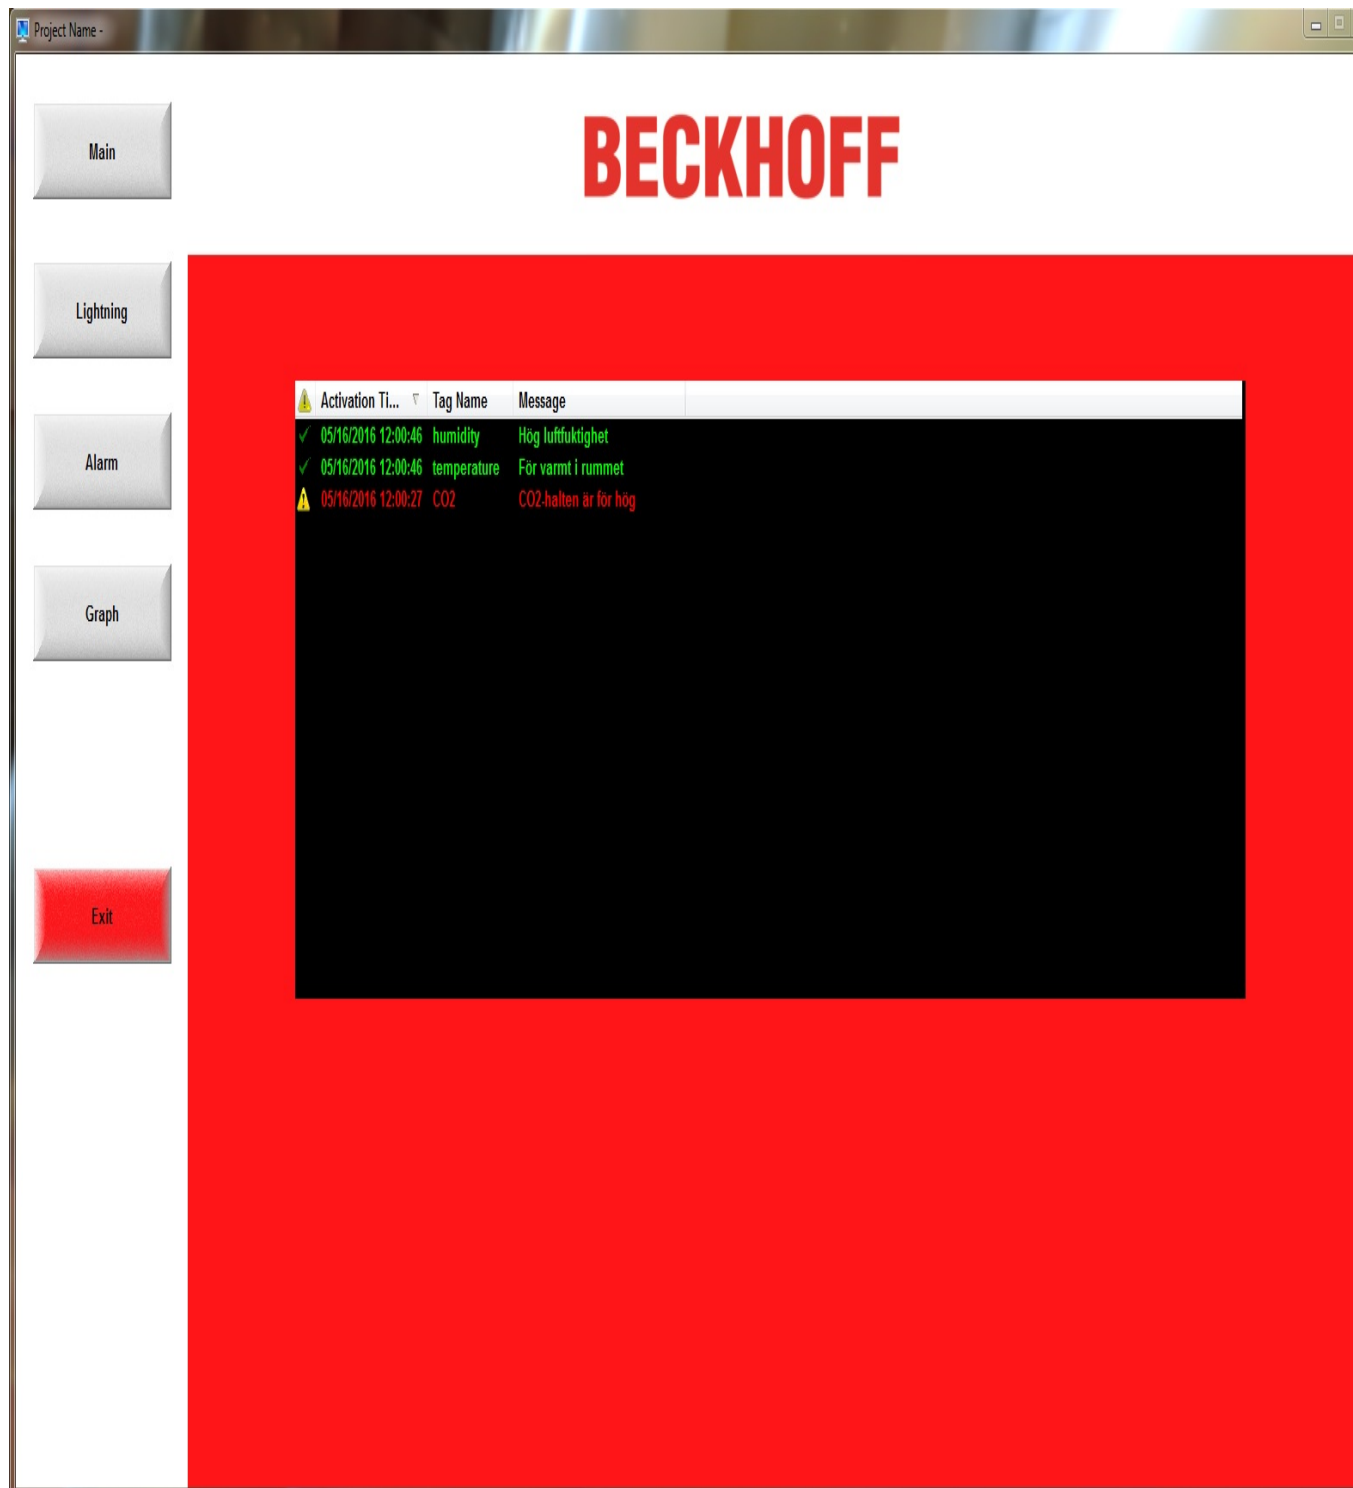 Project Name -
Main
BECKHOFF
Lightning
Alarm
Graph
Exit
Activation Ti... Tag Name Message
05/16/2016 12:00:46 humidity Hög luftfuktighet
05/16/2016 12:00:46 temperature För varmt i rummet
05/16/2016 12:00:27 CO2 CO2-halten är för hög